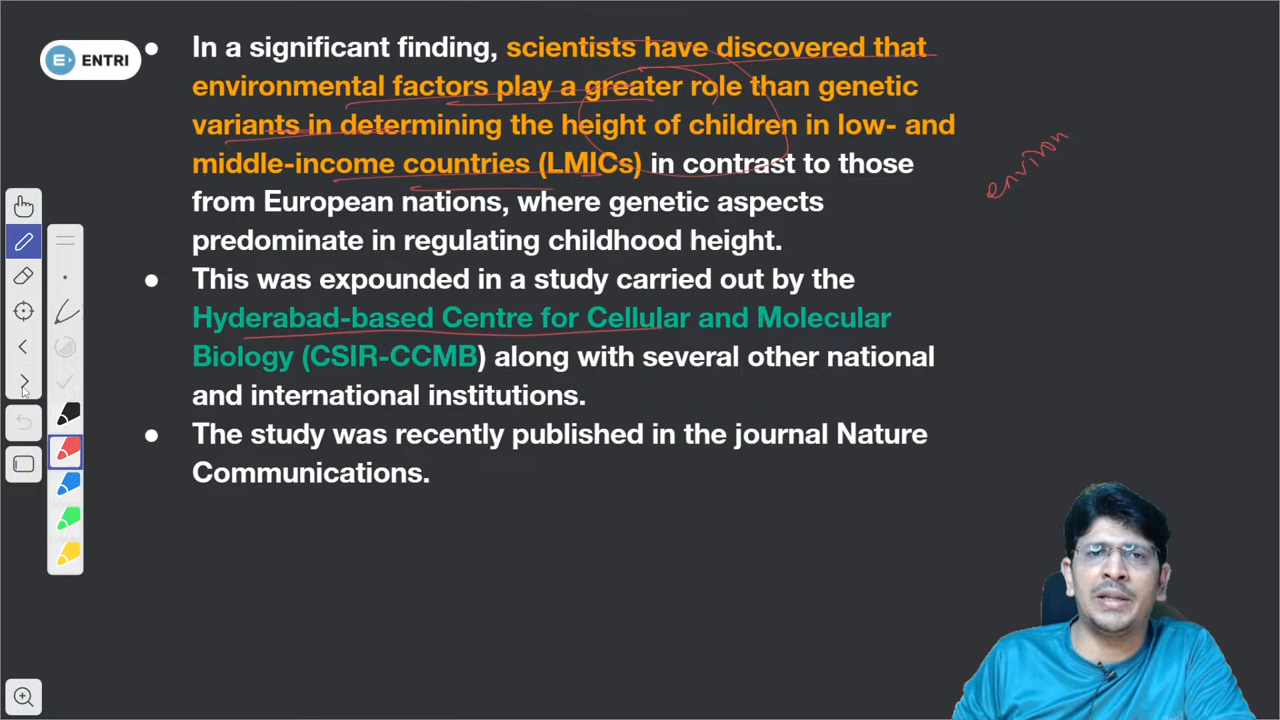 ENTRI
In a significant finding, scientists have discovered that
environmental factors play a greater role than genetic
variants in determining the height of children in low- and
middle-income countries (LMICs) in contrast to those
from European nations, where genetic aspects
predominate in regulating childhood height.
environ
This was expounded in a study carried out by the
Hyderabad-based Centre for Cellular and Molecular
Biology (CSIR-CCMB) along with several other national
and international institutions.
The study was recently published in the journal Nature
Communications.